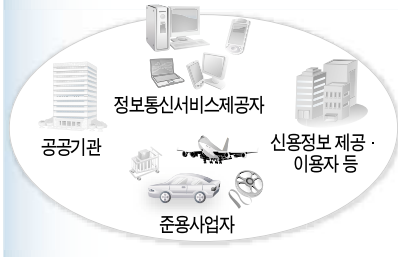 정보통신서비스제공자
공공기관
신용정보 제공 ·
이용자 등
준용사업자